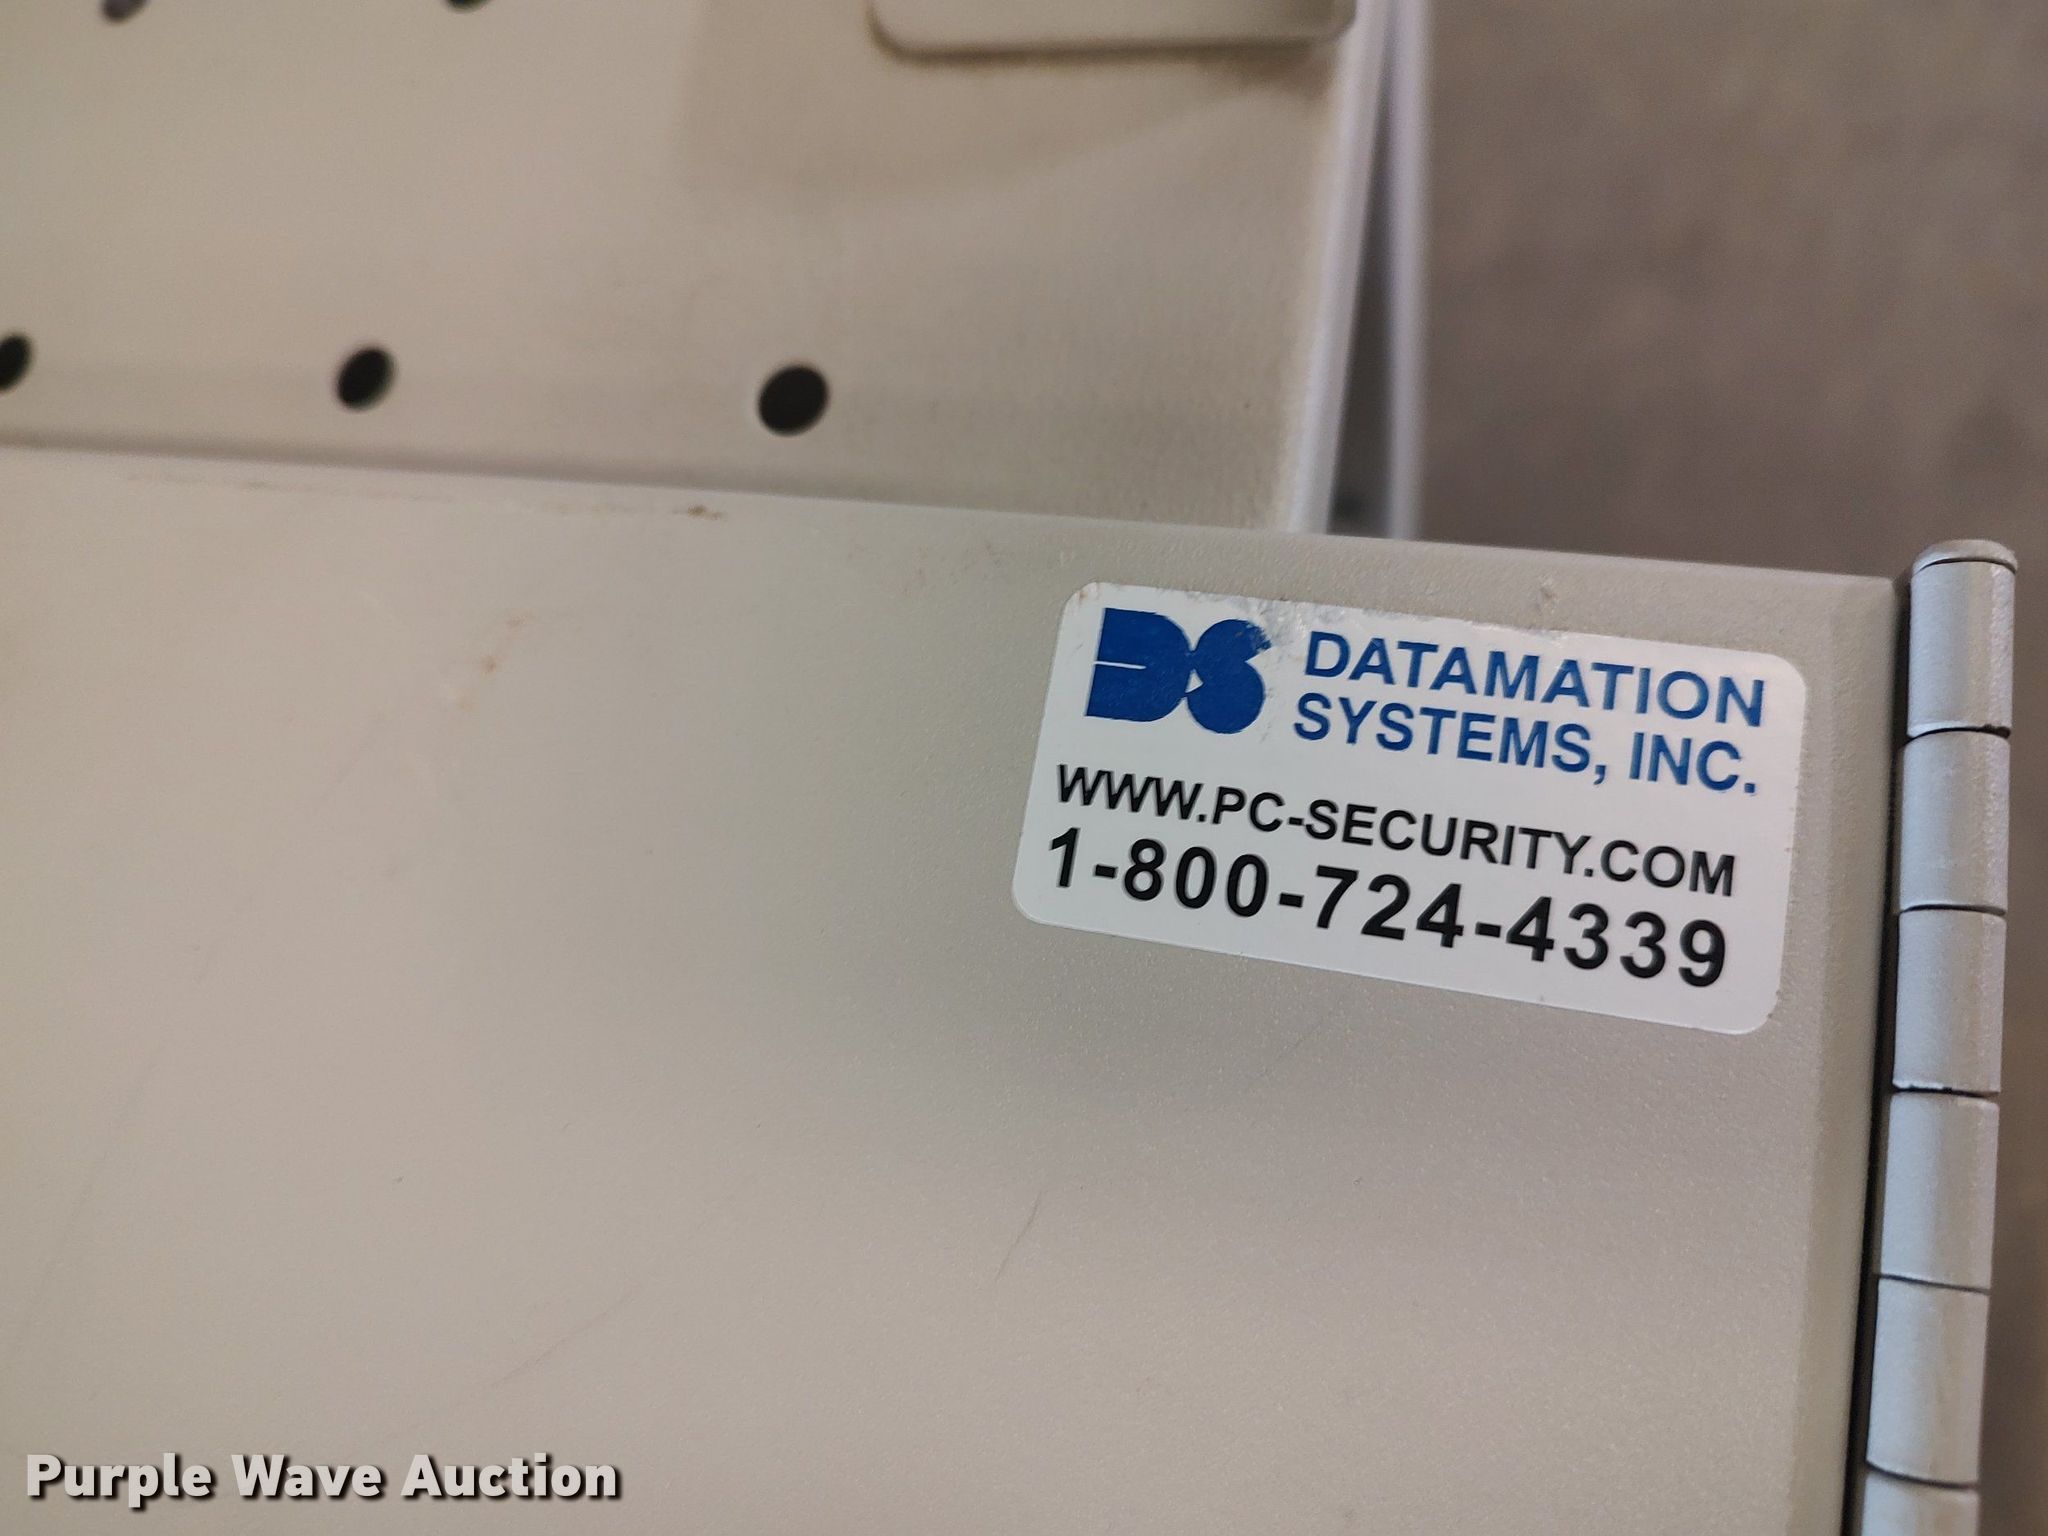 DS DATAMATION
SYSTEMS, INC.
WWW.PC-SECURITY.COM
1-800-724-4339
Purple Wave Auction